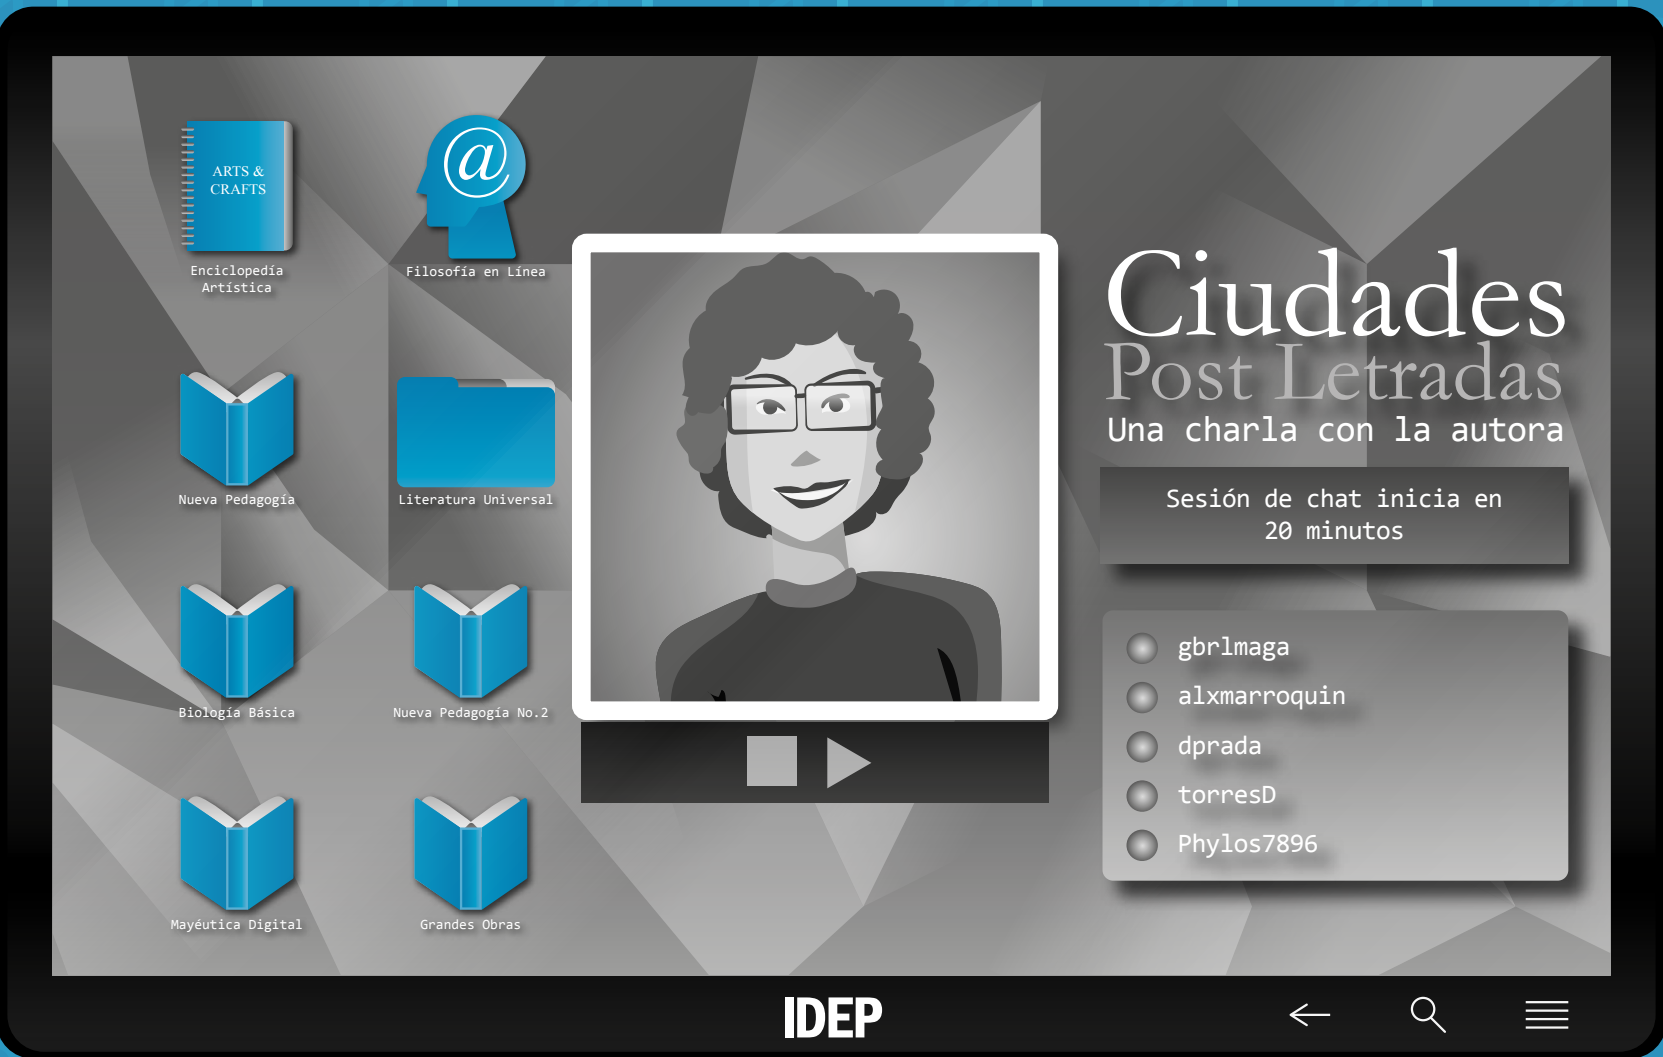 ARTS &
CRAFTS
Enciclopedía
Artística
@
Filosofía en Línea
Nueva Pedagogía
Literatura Universal
Biología Básica
Nueva Pedagogía No.2
Mayéutica Digital
Grandes Obras
Ciudades
Post Letradas
Una charla con la autora
Sesión de chat inicia en
20 minutos
gbrlmaga
alxmarroquin
dprada
torresD
Phylos7896
IDEP